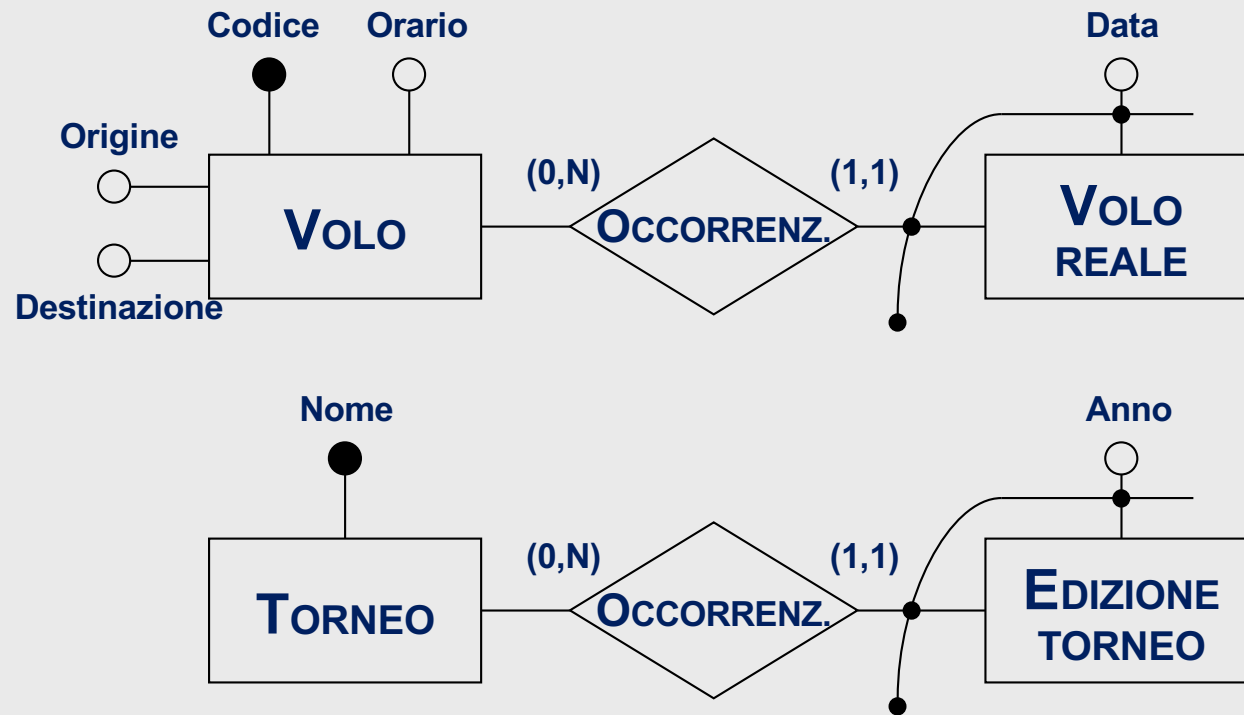 Codice Orario Data
Origine
(0,N) (1,1)
VOLO OCCORRENZ. VOLO
REALE
Destinazione
Nome Anno
(0,N) (1,1)
TORNEO OCCORRENZ. EDIZIONE
TORNEO